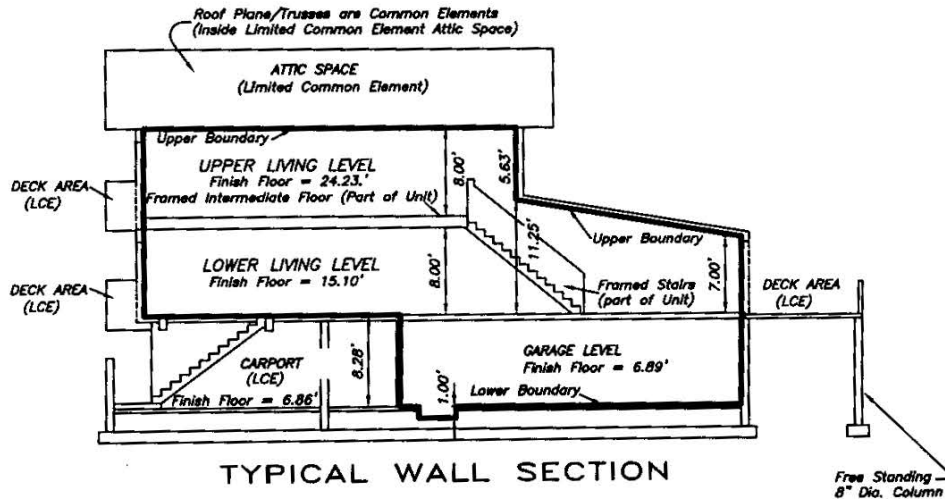 Roof Plane/Trusses are Common Elements
(Inside Limited Common Element Attic Space)
ATTIC SPACE
(Limited Common Element)
Upper Boundary
UPPER LIVING LEVEL
Finish Floor = 24.23.'
Framed Intermediate Floor (Part of Unit)
8.00'
5.63'
DECK AREA
(LCE)
11.25'
Upper Boundary
LOWER LIVING LEVEL
Finish Floor = 15.10'
8.00'
Framed Stairs
(part of Unit)
7.00'
DECK AREA
(LCE)
DECK AREA
(LCE)
CARPORT
(LCE)
Finish Floor = 6.86'
8.28'
1.00'
GARAGE LEVEL
Finish Floor = 6.89'
Lower Boundary
TYPICAL WALL SECTION
Free Standing
8" Dia. Column